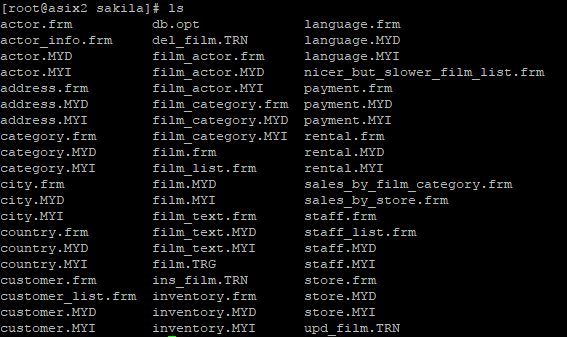 [root@asix2 sakila]# ls
actor.frm db.opt language.frm
actor_info.frm del_film.TRN language.MYD
actor.MYD film_actor.frm language.MYI
actor.MYI film_actor.MYD nicer_but_slower_film_list.frm
address.frm film_actor.MYI payment.frm
address.MYD film_category.frm payment.MYD
address.MYI film_category.MYD payment.MYI
category.frm film_category.MYI rental.frm
category.MYD film.frm rental.MYD
category.MYI film_list.frm rental.MYI
city.frm film.MYD sales_by_film_category.frm
city.MYD film.MYI sales_by_store.frm
city.MYI film_text.frm staff.frm
country.frm film_text.MYD staff_list.frm
country.MYD film_text.MYI staff.MYD
country.MYI film.TRG staff.MYI
customer.frm ins_film.TRN store.frm
customer_list.frm inventory.frm store.MYD
customer.MYD inventory.MYD store.MYI
customer.MYI inventory.MYI upd_film.TRN